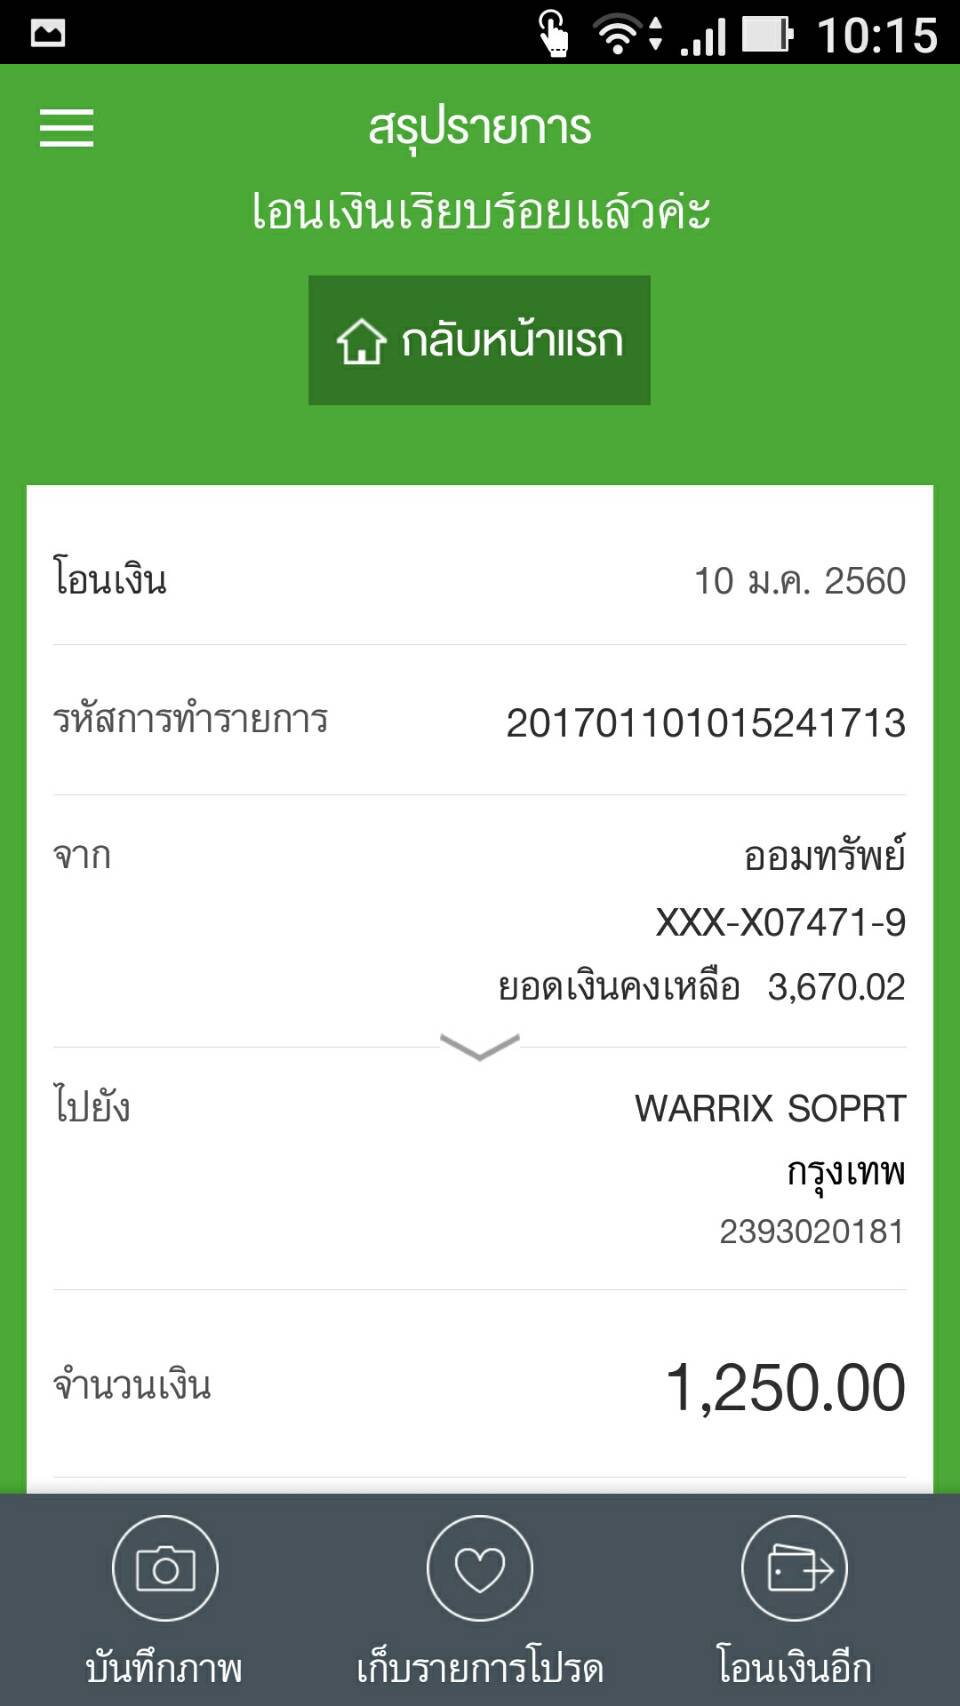 10:15
สรุปรายการ
โอนเงินเรียบร้อยแล้วค่ะ
กลับหน้าแรก
โอนเงิน 10 ม.ค. 2560
รหัสการทำรายการ 201701101015241713
จาก ออมทรัพย์
XXX-X07471-9
ยอดเงินคงเหลือ 3,670.02
ไปยัง WARRIX SOPRT
กรุงเทพ
2393020181
จำนวนเงิน 1,250.00
บันทึกภาพ เก็บรายการโปรด โอนเงินอีก